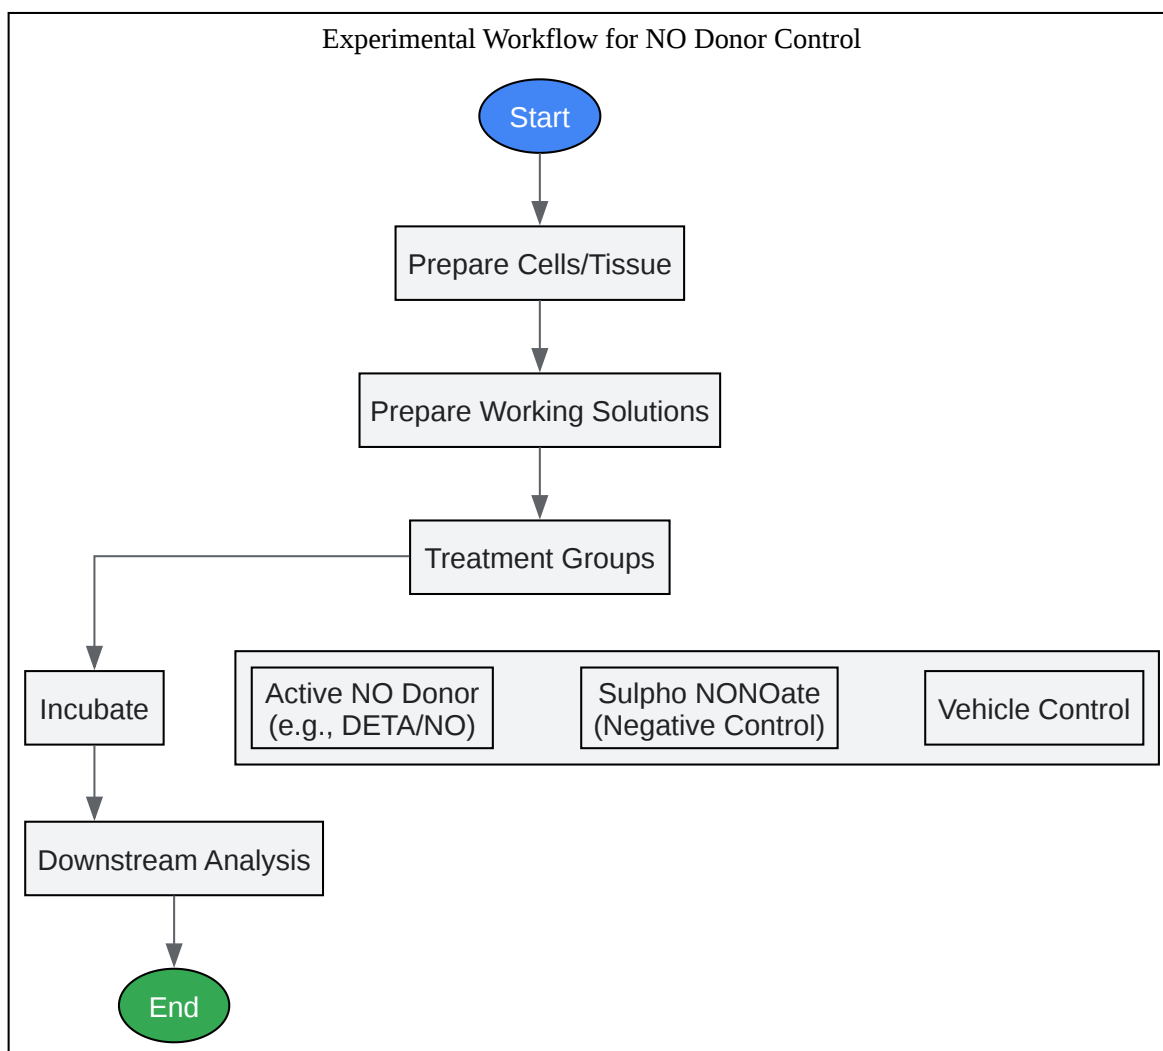 Experimental Workflow for NO Donor Control
Start
Prepare Cells/Tissue
Prepare Working Solutions
Treatment Groups
Incubate
Active NO Donor
(e.g., DETA/NO)
Sulpho NONOate
(Negative Control)
Vehicle Control
Downstream Analysis
End